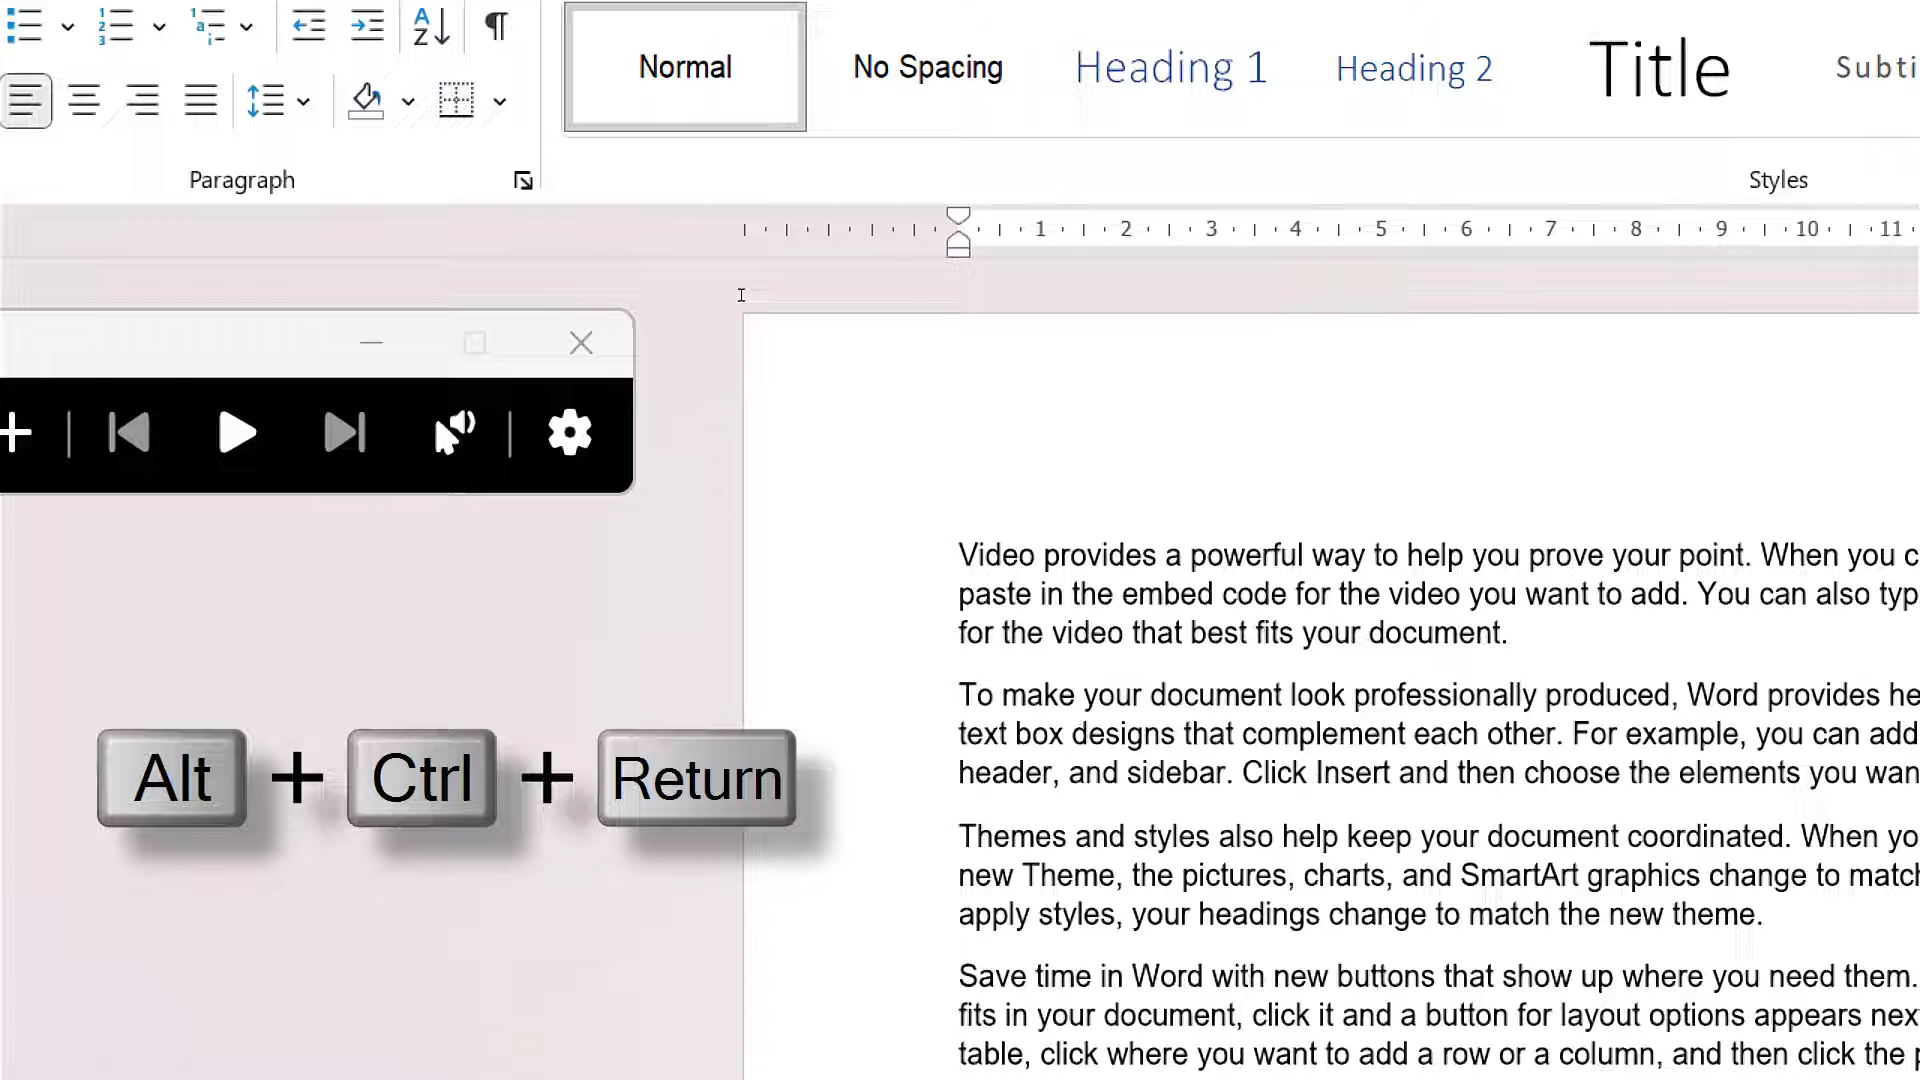 Normal
No Spacing
Heading 1
Heading 2
Title
Subti
Paragraph
Styles
1 2 3 4 5 6 7 8 9 10 11
Video provides a powerful way to help you prove your point. When you c
paste in the embed code for the video you want to add. You can also typ
for the video that best fits your document.
To make your document look professionally produced, Word provides he
text box designs that complement each other. For example, you can add
header, and sidebar. Click Insert and then choose the elements you wan
Alt + Ctrl + Return
Themes and styles also help keep your document coordinated. When yo
new Theme, the pictures, charts, and SmartArt graphics change to match
apply styles, your headings change to match the new theme.
Save time in Word with new buttons that show up where you need them.
fits in your document, click it and a button for layout options appears nex
table, click where you want to add a row or a column, and then click the p